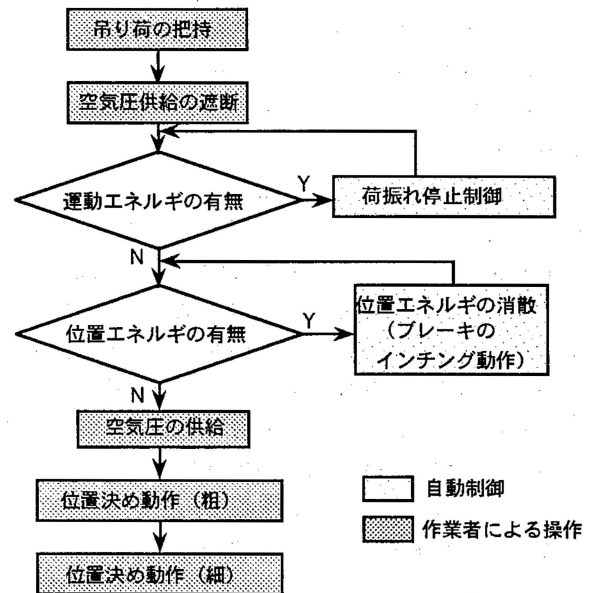 吊り荷の把持
空気圧供給の遮断
運動エネルギの有無
Y
荷振れ停止制御
N
位置エネルギの有無
Y
位置エネルギの消散
（ブレーキの
インチング動作）
N
空気圧の供給
位置決め動作（粗）
位置決め動作（細）
自動制御
作業者による操作